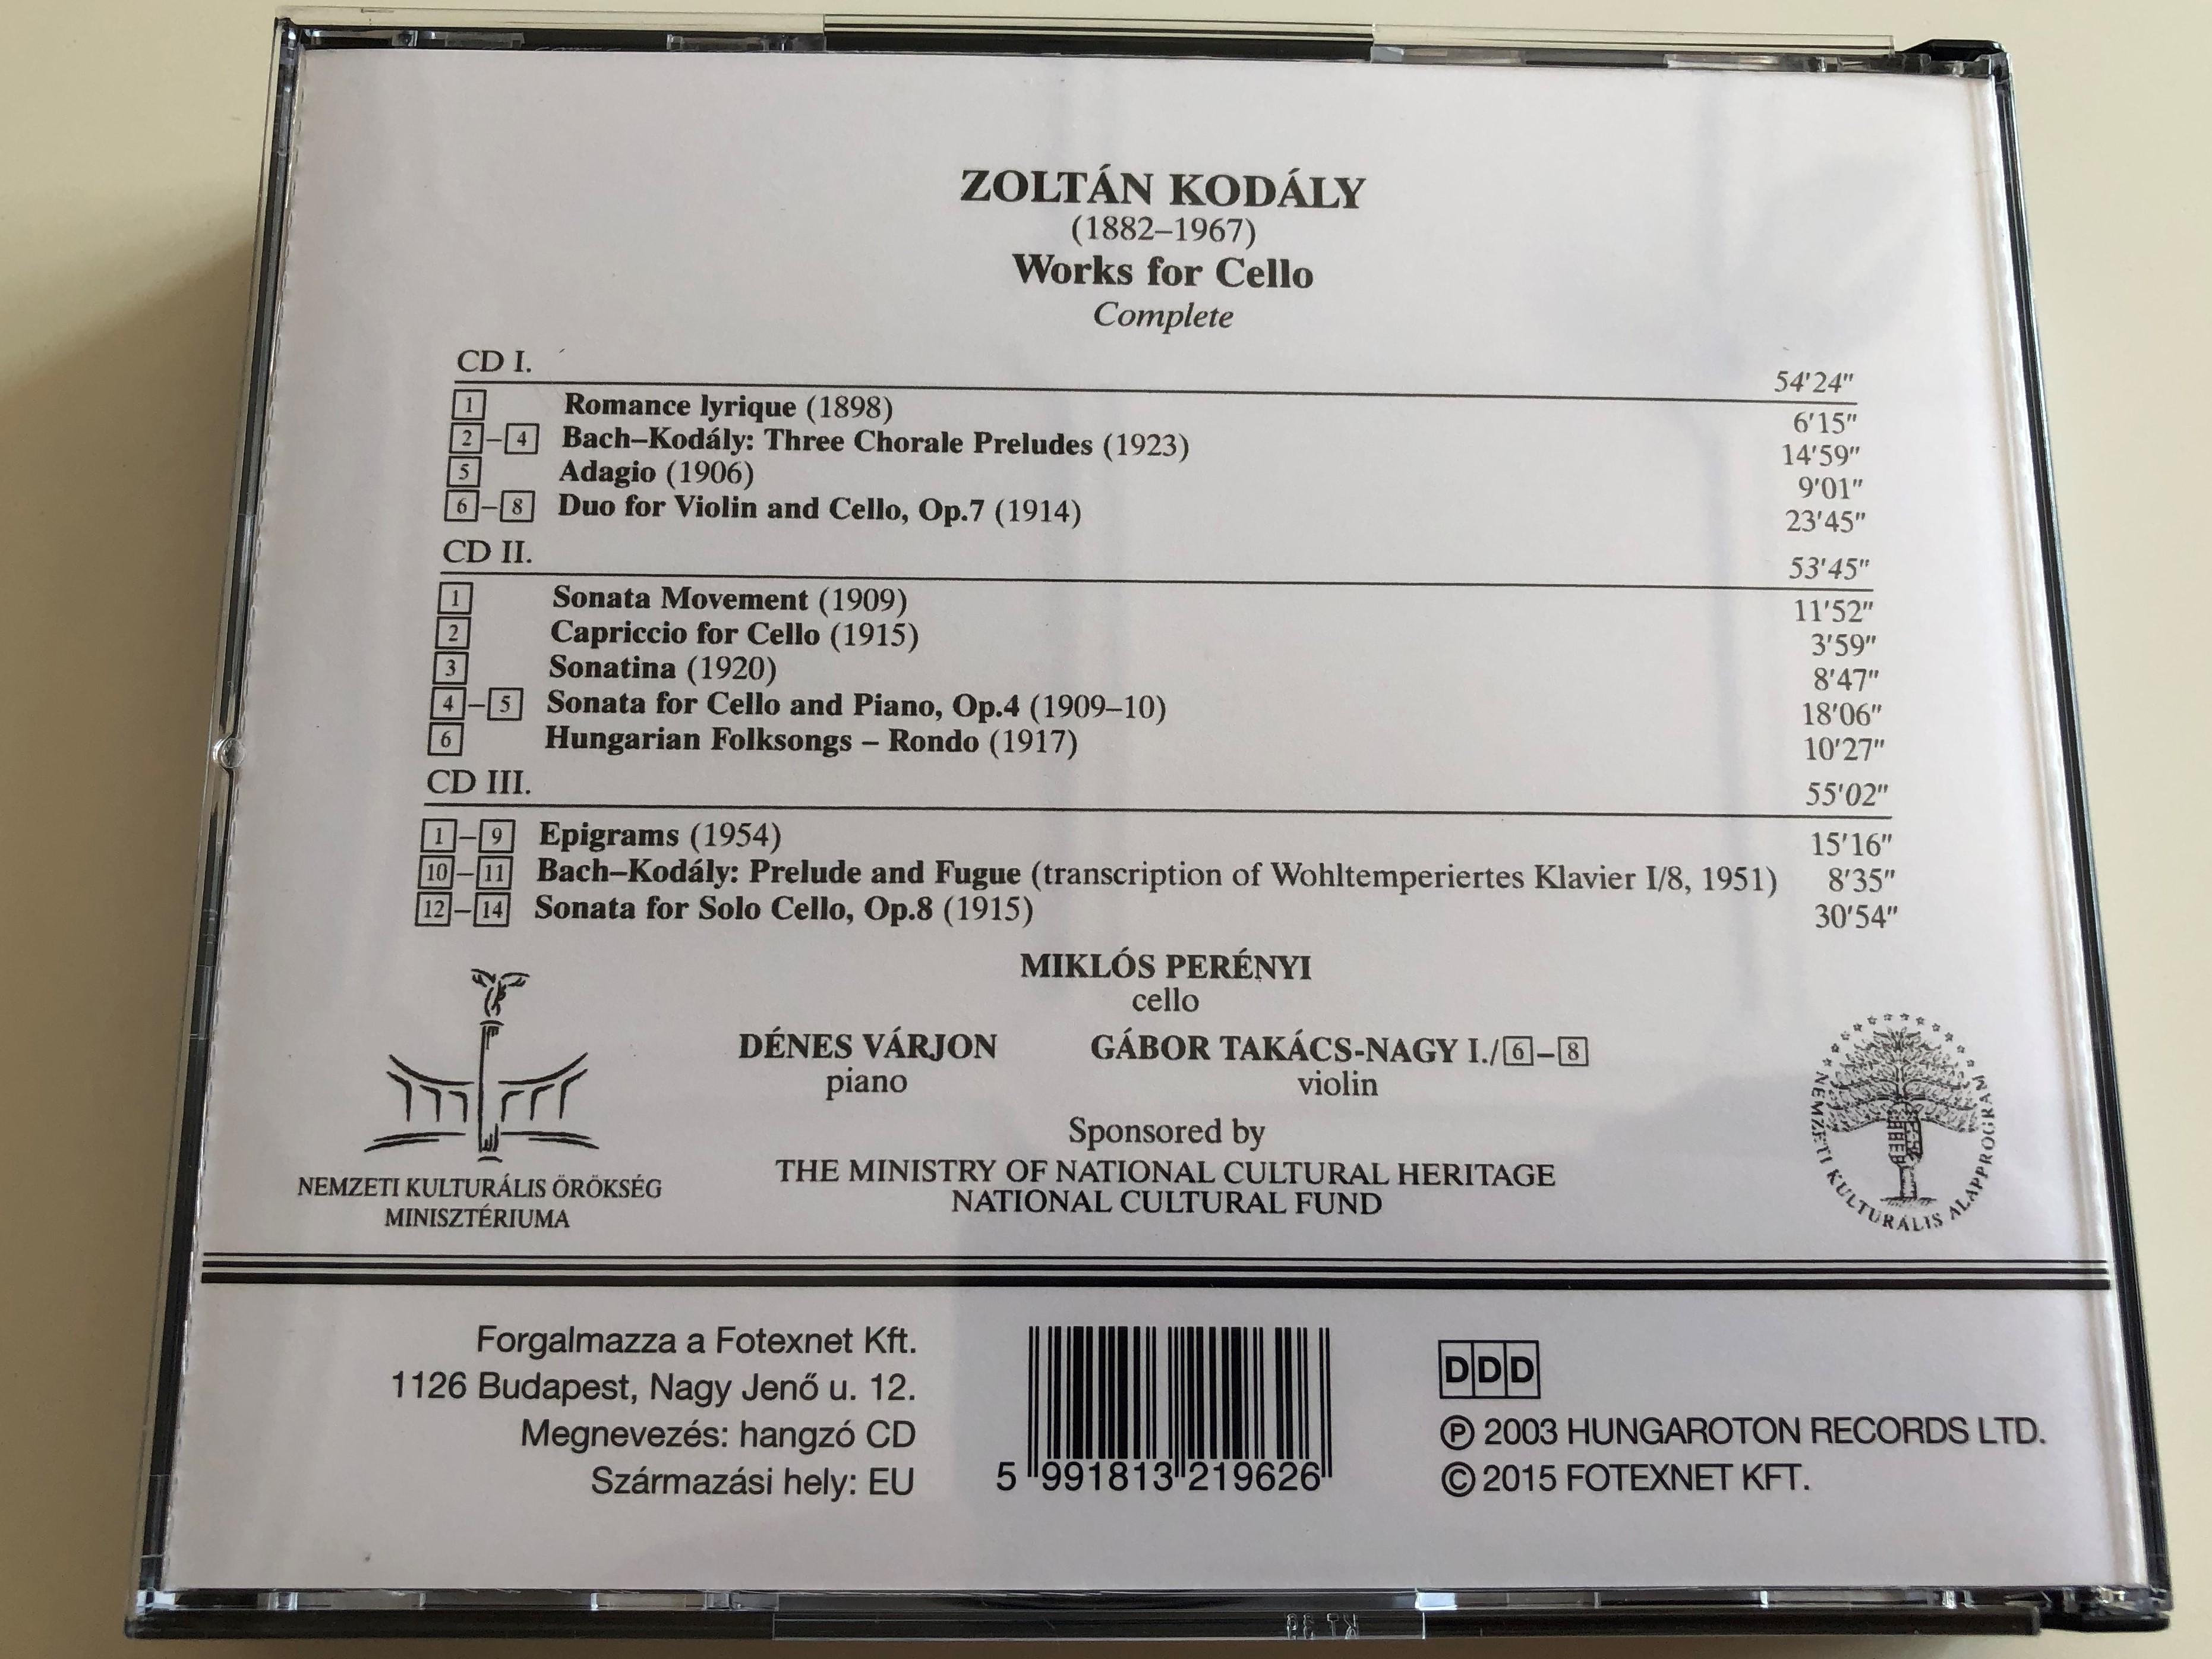 ZOLTÁN KODÁLY
(1882–1967)
Works for Cello
Complete
CD I. 54'24"
1 Romance lyrique (1898) 6'15"
2–4 Bach–Kodály: Three Chorale Preludes (1923) 14'59"
5 Adagio (1906) 9'01"
6–8 Duo for Violin and Cello, Op.7 (1914) 23'45"
CD II. 53'45"
1 Sonata Movement (1909) 11'52"
2 Capriccio for Cello (1915) 3'59"
3 Sonatina (1920) 8'47"
4–5 Sonata for Cello and Piano, Op.4 (1909–10) 18'06"
6 Hungarian Folksongs – Rondo (1917) 10'27"
CD III. 55'02"
1–9 Epigrams (1954) 15'16"
10–11 Bach–Kodály: Prelude and Fugue (transcription of Wohltemperiertes Klavier I/8, 1951) 8'35"
12–14 Sonata for Solo Cello, Op.8 (1915) 30'54"
MIKLÓS PERÉNYI
cello
DÉNES VÁRJON GÁBOR TAKÁCS-NAGY I./6–8
piano violin
Sponsored by
THE MINISTRY OF NATIONAL CULTURAL HERITAGE
NATIONAL CULTURAL FUND
NEMZETI KULTURÁLIS ÖRÖKSÉG
MINISZTÉRIUMA
NEMZETI KULTURÁLIS ALAPPROGRAM
Forgalmazza a Fotexnet Kft.
1126 Budapest, Nagy Jenő u. 12.
Megnevezés: hangzó CD
Származási hely: EU
5 991813 219626
DDD
℗ 2003 HUNGAROTON RECORDS LTD.
© 2015 FOTEXNET KFT.